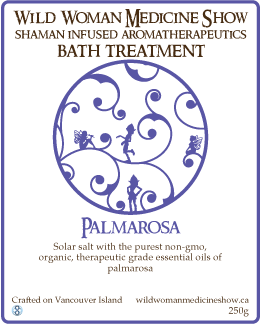 Wild Woman Medicine Show
Shaman Infused Aromatherapeutics
Bath Treatment
Palmarosa
Solar salt with the purest non-gmo,
organic, therapeutic grade essential oils of
palmarosa
Crafted on Vancouver Island wildwomanmedicineshow.ca
250g